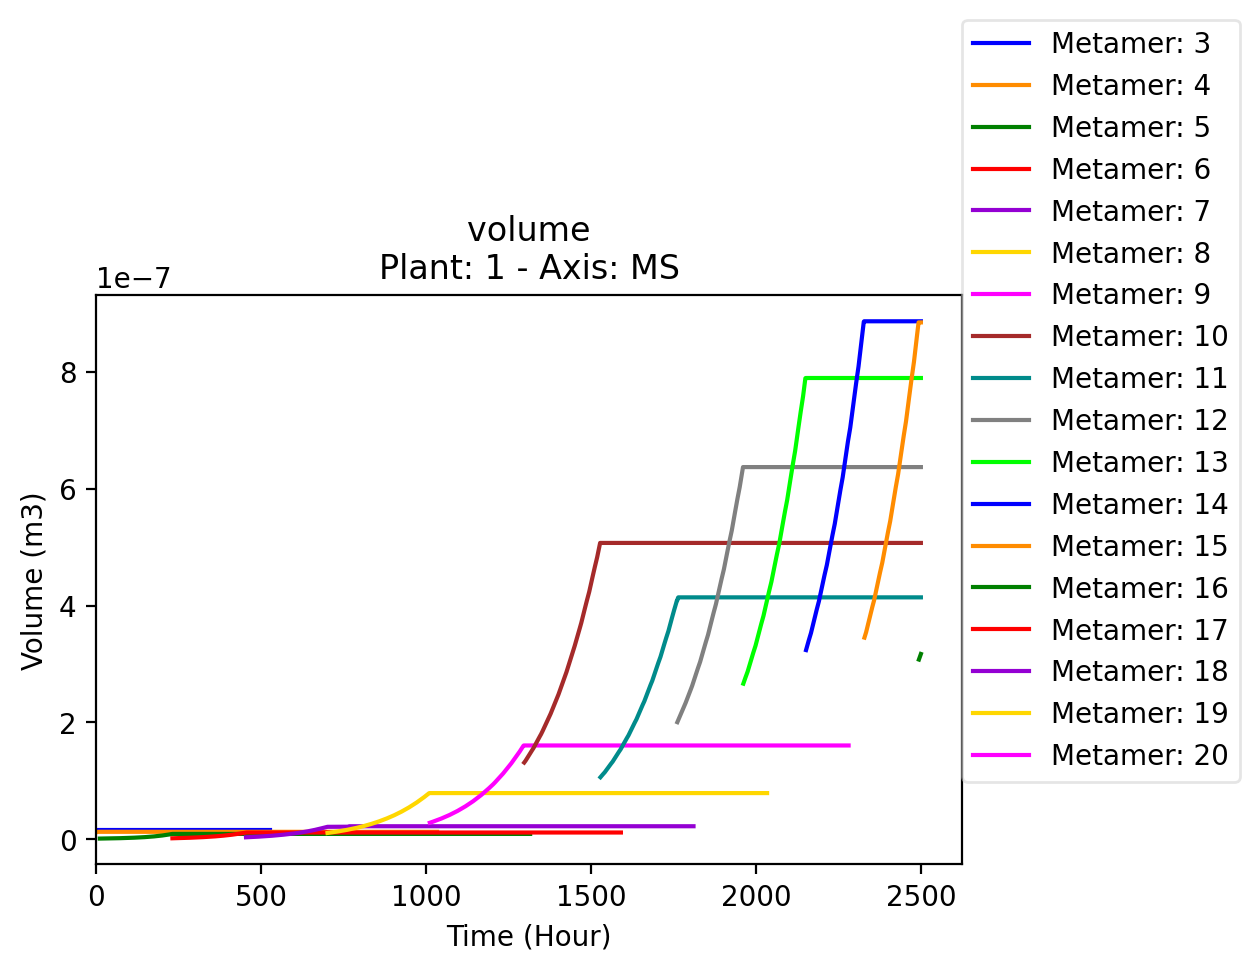 volume
Plant: 1 - Axis: MS
1e−7
8
6
4
2
0
Volume (m3)
0 500 1000 1500 2000 2500
Time (Hour)
Metamer: 3
Metamer: 4
Metamer: 5
Metamer: 6
Metamer: 7
Metamer: 8
Metamer: 9
Metamer: 10
Metamer: 11
Metamer: 12
Metamer: 13
Metamer: 14
Metamer: 15
Metamer: 16
Metamer: 17
Metamer: 18
Metamer: 19
Metamer: 20